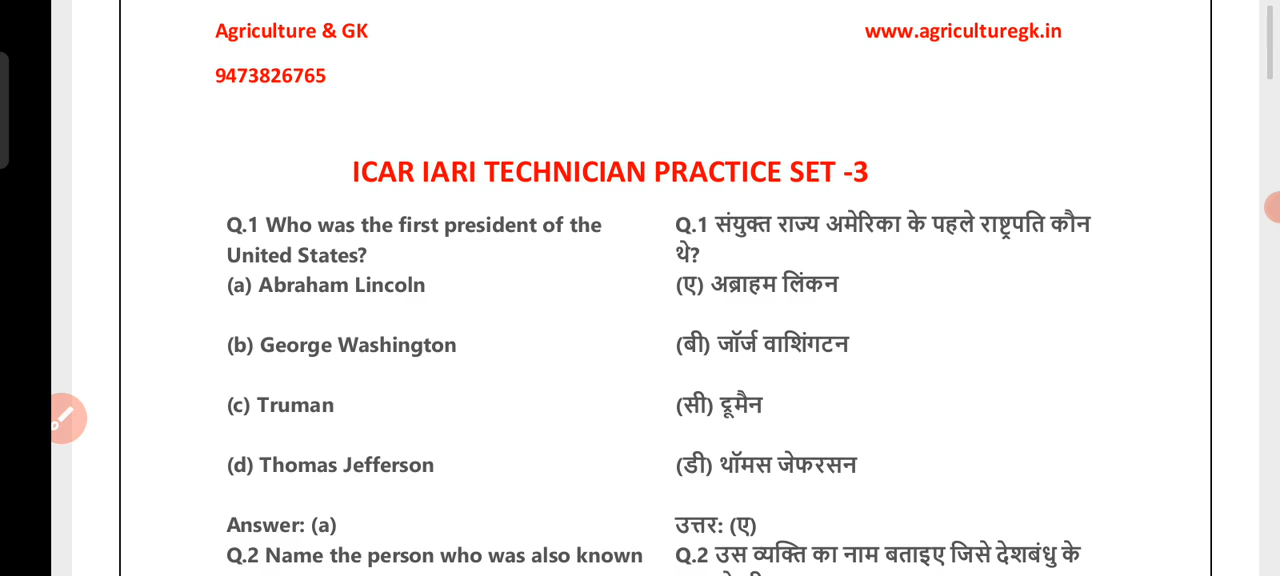 Agriculture & GK www.agriculturegk.in
9473826765
ICAR IARI TECHNICIAN PRACTICE SET -3
Q.1 Who was the first president of the
United States?
(a) Abraham Lincoln
(b) George Washington
(c) Truman
(d) Thomas Jefferson
Answer: (a)
Q.2 Name the person who was also known
Q.1 संयुक्त राज्य अमेरिका के पहले राष्ट्रपति कौन
थे?
(ए) अब्राहम लिंकन
(बी) जॉर्ज वाशिंगटन
(सी) ट्रूमैन
(डी) थॉमस जेफरसन
उत्तर: (ए)
Q.2 उस व्यक्ति का नाम बताइए जिसे देशबंधु के